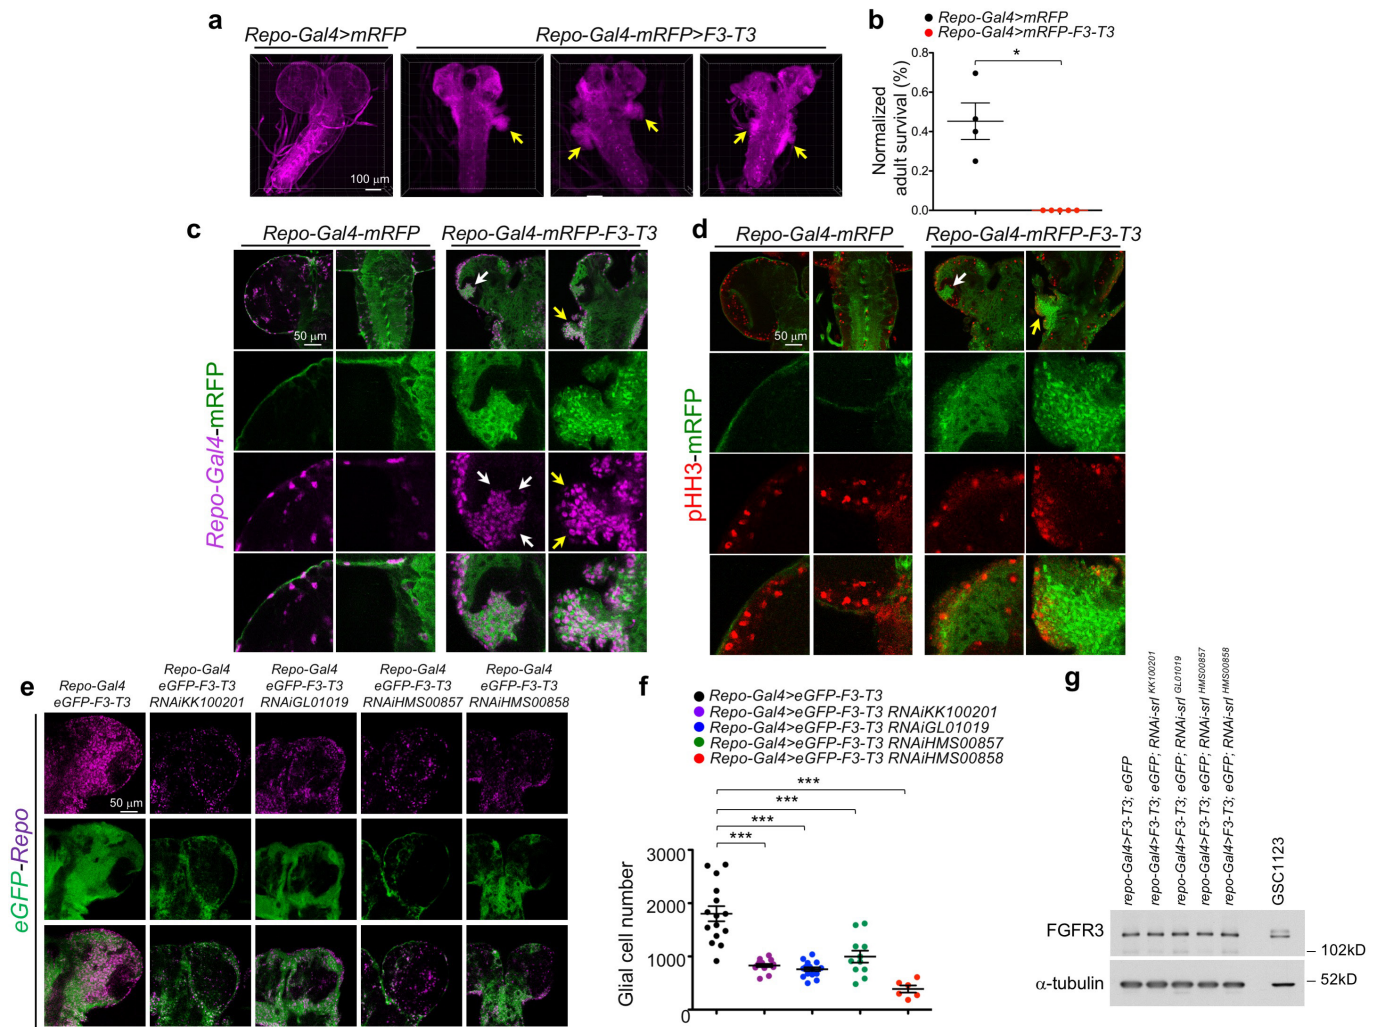 a
Repo-Gal4>mRFP
Repo-Gal4-mRFP>F3-T3
100 µm
b
Repo-Gal4>mRFP
Repo-Gal4>mRFP-F3-T3
*
Normalized
adult survival (%)
0.8
0.6
0.4
0.2
0.0
c
Repo-Gal4-mRFP
Repo-Gal4-mRFP-F3-T3
50 µm
Repo-Gal4-mRFP
d
Repo-Gal4-mRFP
Repo-Gal4-mRFP-F3-T3
50 µm
pHH3-mRFP
e
Repo-Gal4
eGFP-F3-T3
Repo-Gal4
eGFP-F3-T3
RNAiKK100201
Repo-Gal4
eGFP-F3-T3
RNAiGL01019
Repo-Gal4
eGFP-F3-T3
RNAiHMS00857
Repo-Gal4
eGFP-F3-T3
RNAiHMS00858
50 µm
eGFP-Repo
f
Repo-Gal4>eGFP-F3-T3
Repo-Gal4>eGFP-F3-T3 RNAiKK100201
Repo-Gal4>eGFP-F3-T3 RNAiGL01019
Repo-Gal4>eGFP-F3-T3 RNAiHMS00857
Repo-Gal4>eGFP-F3-T3 RNAiHMS00858
***
***
***
***
Glial cell number
3000
2000
1000
0
g
repo-Gal4>F3-T3; eGFP
repo-Gal4>F3-T3; eGFP; RNAi-srl KK100201
repo-Gal4>F3-T3; eGFP; RNAi-srl GL01019
repo-Gal4>F3-T3; eGFP; RNAi-srl HMS00857
repo-Gal4>F3-T3; eGFP; RNAi-srl HMS00858
GSC1123
FGFR3
– 102kD
α-tubulin
– 52kD